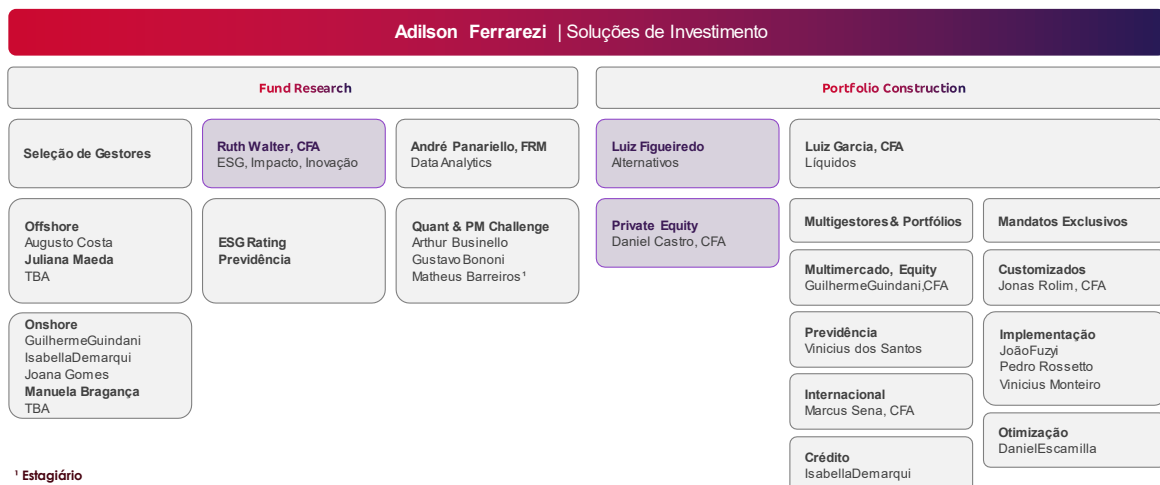 Adilson Ferrarezi | Soluções de Investimento
Fund Research
Portfolio Construction
Seleção de Gestores
Ruth Walter, CFA
ESG, Impacto, Inovação
André Panariello, FRM
Data Analytics
Luiz Figueiredo
Alternativos
Luiz Garcia, CFA
Líquidos
Offshore
Augusto Costa
Juliana Maeda
TBA
ESG Rating
Previdência
Quant & PM Challenge
Arthur Businello
Gustavo Bononi
Matheus Barreiros¹
Private Equity
Daniel Castro, CFA
Multigestores & Portfólios
Mandatos Exclusivos
Multimercado, Equity
GuilhermeGuindani,CFA
Customizados
Jonas Rolim, CFA
Onshore
GuilhermeGuindani
IsabellaDemarqui
Joana Gomes
Manuela Bragança
TBA
Previdência
Vinicius dos Santos
Implementação
JoãoFuzyi
Pedro Rossetto
Vinicius Monteiro
Internacional
Marcus Sena, CFA
Otimização
DanielEscamilla
Crédito
IsabellaDemarqui
¹ Estagiário